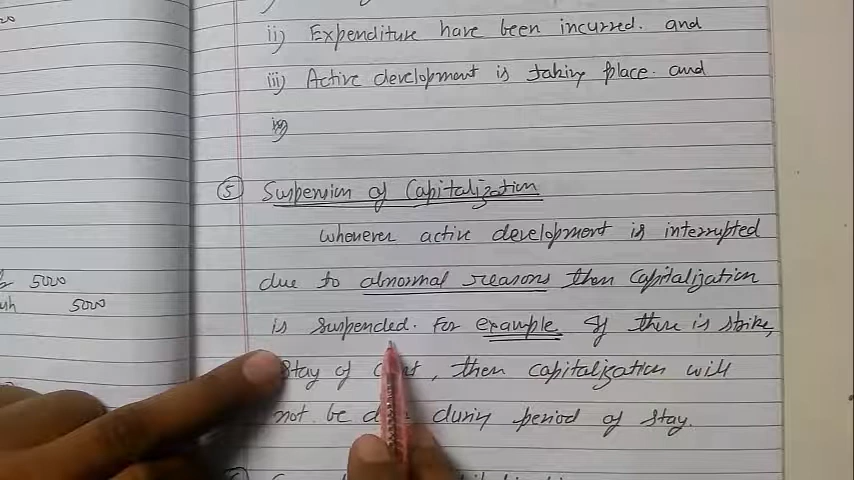 ii) Expenditure have been incurred. and
iii) Active development is taking place. and
⑤ Suspension of Capitalization
Whenever active development is interrupted
due to abnormal reasons then Capitalization
is suspended. For example If there is strike,
Stay of , then capitalization will
not be during period of stay.
5000
5000